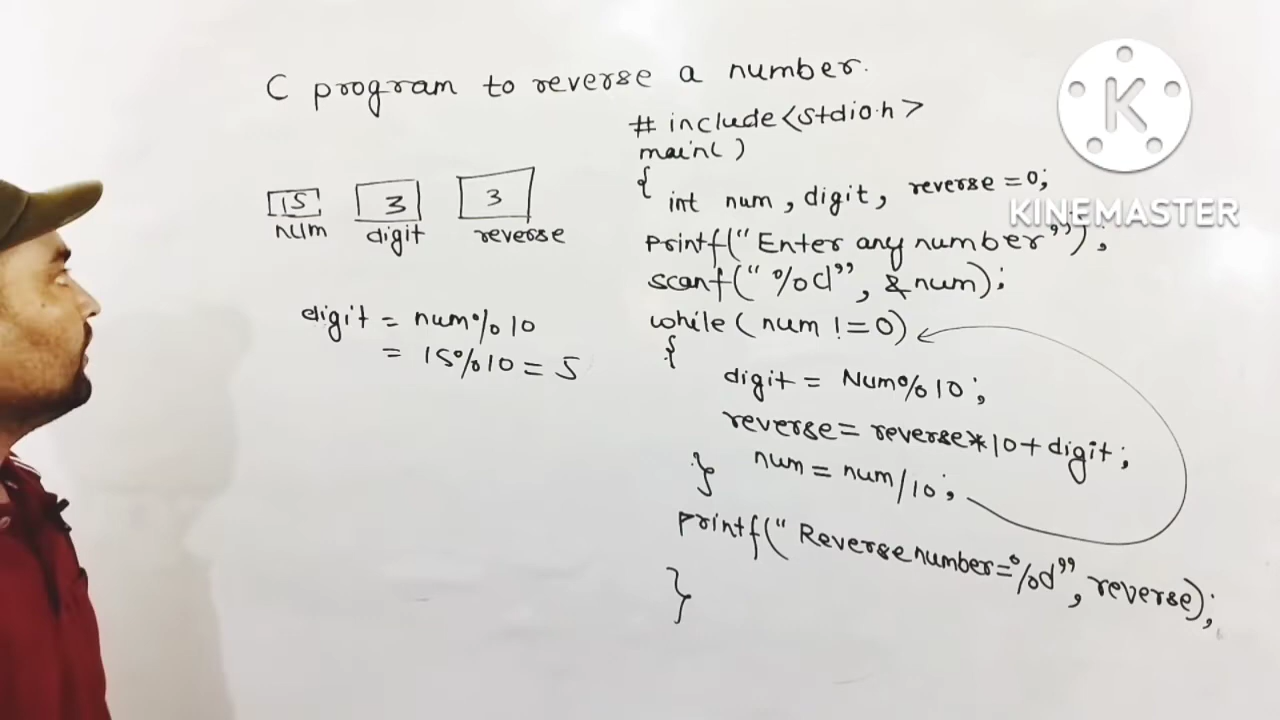 C program to reverse a number.
# include<stdio.h>
main()
{
int num, digit, reverse=0;
printf("Enter any number");
scanf("%d", &num);
while(num !=0)
{
digit = Num%10;
reverse= reverse*10+digit;
num = num/10;
}
printf("Reverse number=%d", reverse);
}
15 3 3
num digit reverse
digit = num%10
= 15%10 = 5
K
KINEMASTER